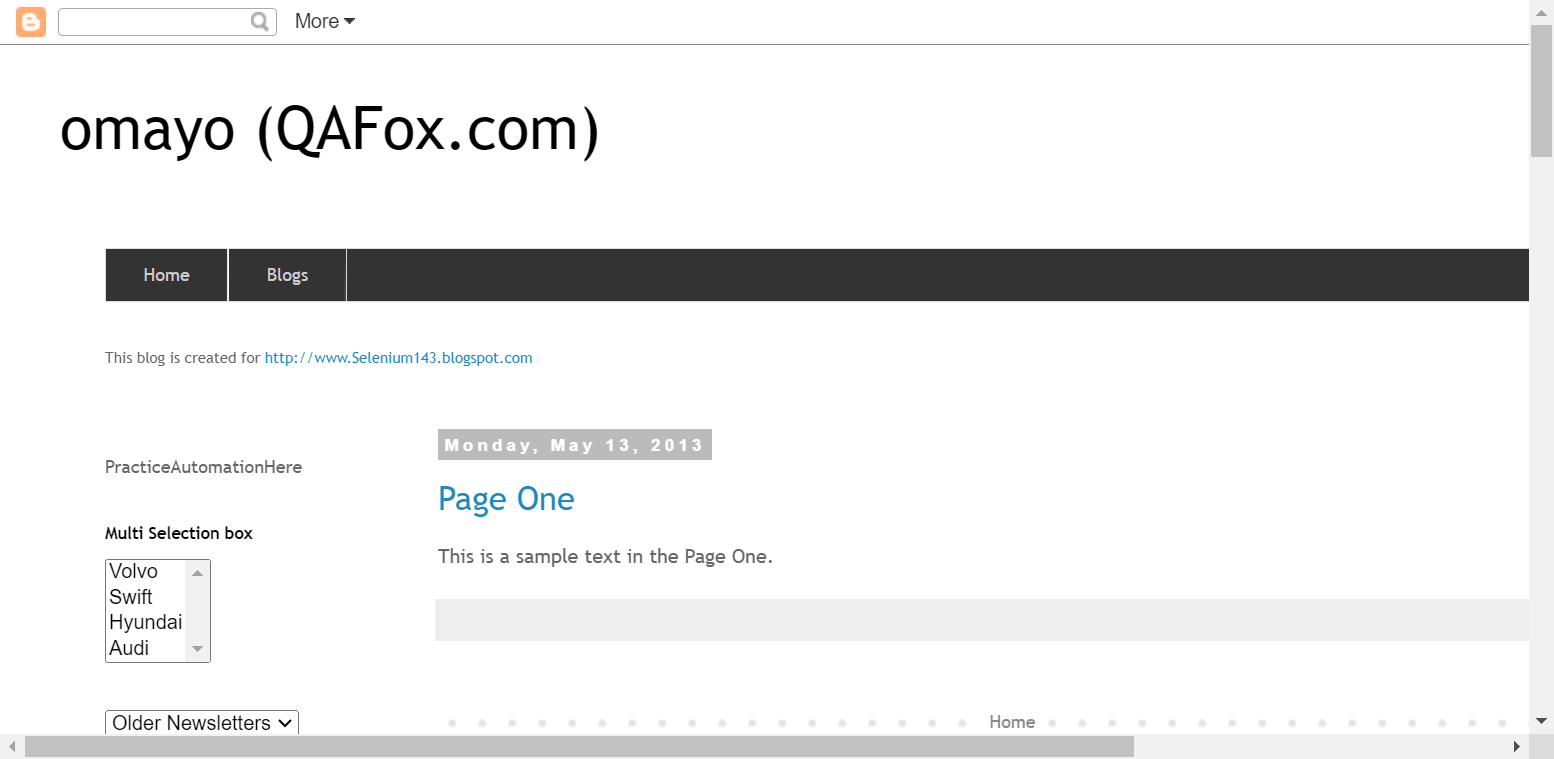 More
omayo (QAFox.com)
Home
Blogs
This blog is created for http://www.Selenium143.blogspot.com
Monday, May 13, 2013
PracticeAutomationHere
Page One
Multi Selection box
This is a sample text in the Page One.
Volvo
Swift
Hyundai
Audi
Older Newsletters
Home